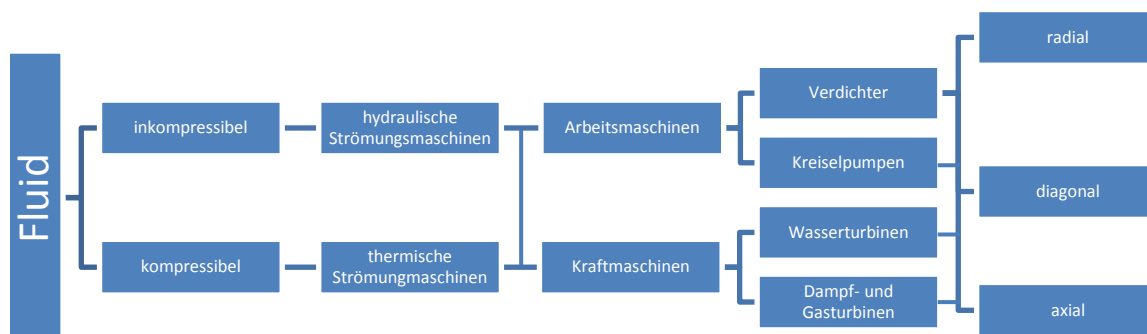 Fluid
inkompressibel
kompressibel
hydraulische
Strömungsmaschinen
thermische
Strömungmaschinen
Arbeitsmaschinen
Kraftmaschinen
Verdichter
Kreiselpumpen
Wasserturbinen
Dampf- und
Gasturbinen
radial
diagonal
axial